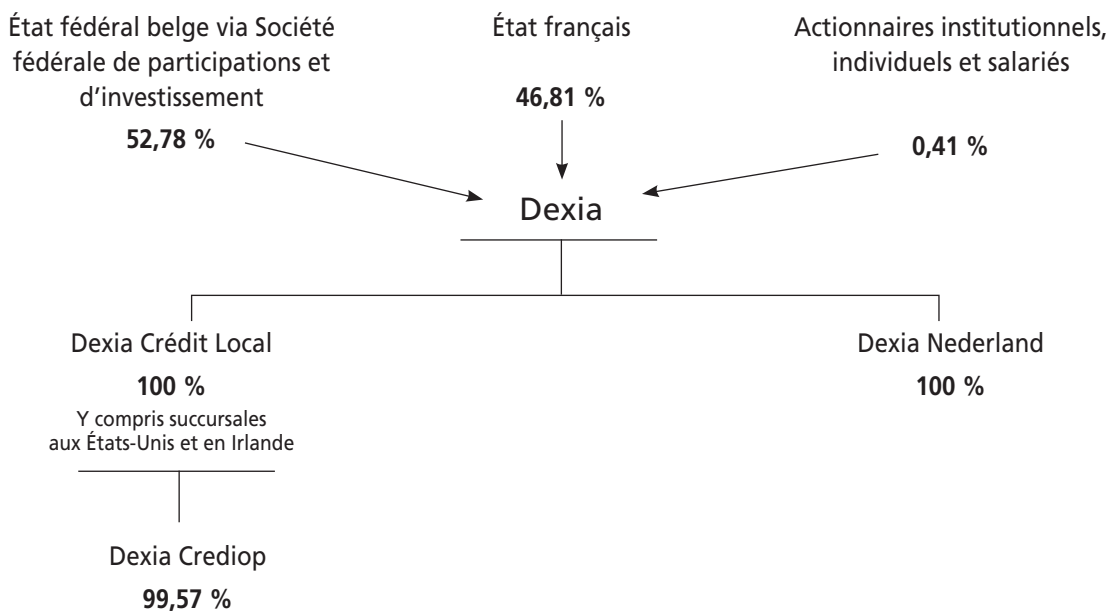 État fédéral belge via Société
fédérale de participations et
d’investissement
52,78 %
État français
46,81 %
Actionnaires institutionnels,
individuels et salariés
0,41 %
Dexia
Dexia Crédit Local
100 %
Y compris succursales
aux États-Unis et en Irlande
Dexia Nederland
100 %
Dexia Crediop
99,57 %